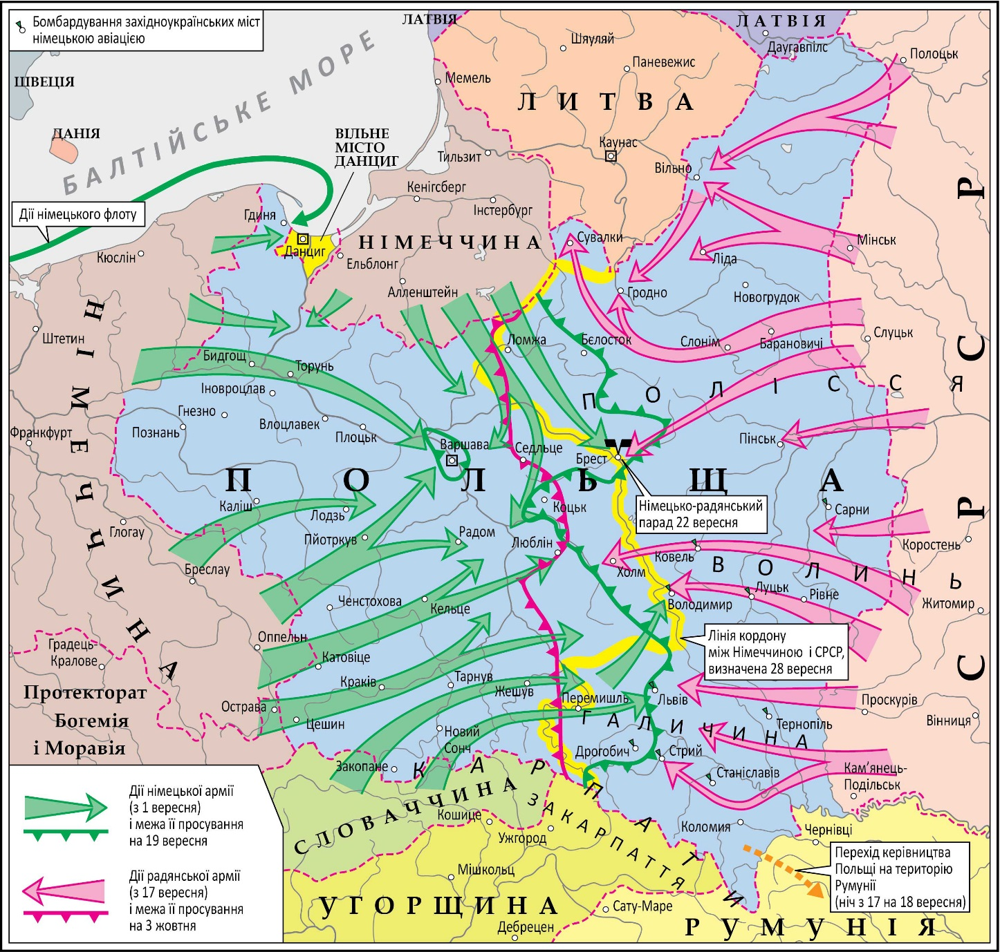 Бомбардування західноукраїнських міст
німецькою авіацією
ШВЕЦІЯ
ДАНІЯ
БАЛТІЙСЬКЕ МОРЕ
ВІЛЬНЕ
МІСТО
ДАНЦИГ
ЛАТВІЯ
ЛАТВІЯ
Даугавпілс
Полоцьк
Шяуляй
Паневежис
Мемель
ЛИТВА
Каунас
Тильзит
Вільно
Кенігсберг
Інстербург
Дії німецького флоту
Гдиня
Данциг
НІМЕЧЧИНА
Сувалки
Мінськ
Кюслін
Ельблонг
Ліда
Алленштейн
Гродно
Новогрудок
Штетин
Ломжа
Бєлосток
Слонім
Барановичі
Слуцьк
Бидгощ
Торунь
Іновроцлав
ПОЛІССЯ
Гнезно
Влоцлавек
Познань
Плоцьк
Франкфурт
Варшава
Седльце
Брест
Пінськ
НІМЕЧЧИНА
ПОЛЬЩА
СРСР
Каліш
Лодзь
Коцьк
Німецько-радянський
парад 22 вересня
Сарни
Глогау
Пйотркув
Радом
Люблін
Ковель
Коростень
Бреслау
Холм
ВОЛИНЬ
Луцьк
Рівне
Житомир
Ченстохова
Кельце
Володимир
Оппельн
Лінія кордону
між Німеччиною і СРСР,
визначена 28 вересня
Градець-
Кралове
Катовіце
Краків
Тарнув
Жешув
Перемишль
Львів
Проскурів
Протекторат
Богемія
і Моравія
Острава
Цешин
Новий
Сонч
ГАЛИЧИНА
Тернопіль
Вінниця
Дрогобич
Стрий
Закопане
КАРПАТИ
Станіславів
Кам’янець-
Подільськ
СЛОВАЧЧИНА
ЗАКАРПАТТЯ
Кошице
Ужгород
Коломия
Чернівці
Мішкольц
Перехід керівництва
Польщі на територію
Румунії
(ніч з 17 на 18 вересня)
УГОРЩИНА
Сату-Маре
Дебрецен
РУМУНІЯ
Дії німецької армії
(з 1 вересня)
і межа її просування
на 19 вересня
Дії радянської армії
(з 17 вересня)
і межа її просування
на 3 жовтня